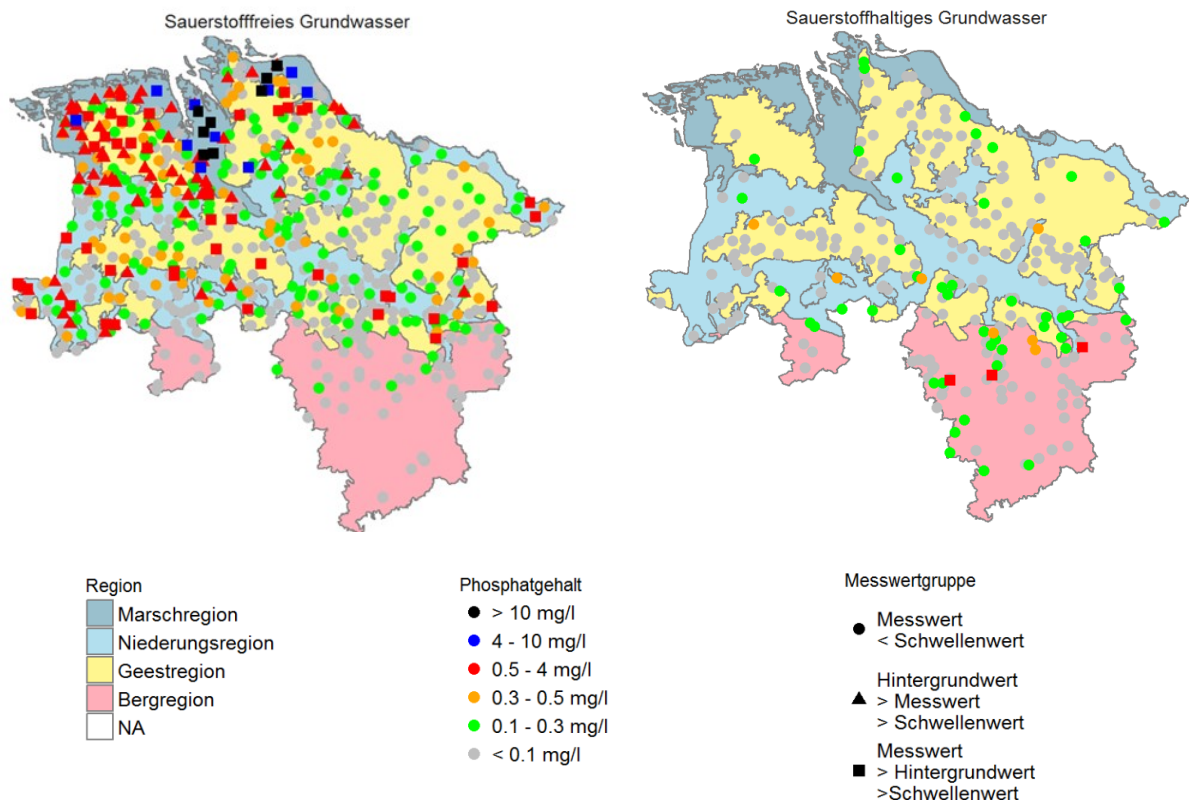 Sauerstofffreies Grundwasser
Sauerstoffhaltiges Grundwasser
Region
Marschregion
Niederungsregion
Geestregion
Bergregion
NA
Phosphatgehalt
> 10 mg/l
4 - 10 mg/l
0.5 - 4 mg/l
0.3 - 0.5 mg/l
0.1 - 0.3 mg/l
< 0.1 mg/l
Messwertgruppe
Messwert
< Schwellenwert
Hintergrundwert
> Messwert
> Schwellenwert
Messwert
> Hintergrundwert
>Schwellenwert